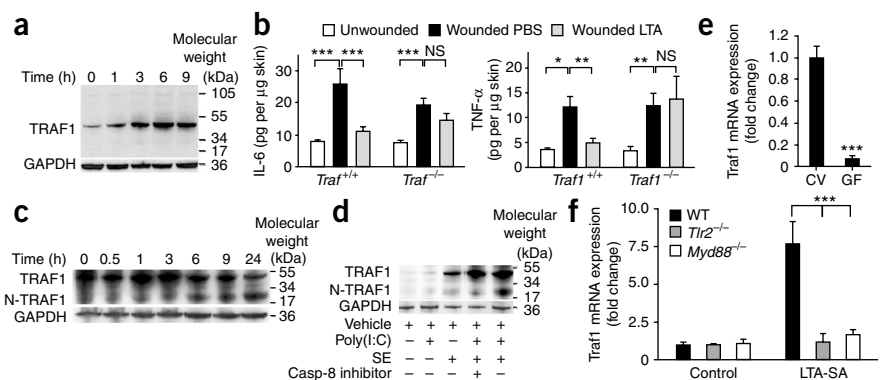 a
Molecular
weight
(kDa)
Time (h) 0 1 3 6 9
105
55
TRAF1
34
17
GAPDH
36
b
Unwounded Wounded PBS Wounded LTA
*** *** *** NS
IL-6 (pg per µg skin)
30
20
10
0
Traf+/+ Traf−/−
* ** ** NS
TNF-α
(pg per µg skin)
25
20
15
10
5
0
Traf1+/+ Traf1−/−
e
Traf1 mRNA expression
(fold change)
1.2
1.0
0.8
0.6
0.4
0.2
0
***
CV GF
c
Molecular
weight
(kDa)
Time (h) 0 0.5 1 3 6 9 24
TRAF1
55
34
N-TRAF1
17
GAPDH
36
d
Molecular
weight
(kDa)
TRAF1
55
34
N-TRAF1
17
GAPDH
36
Vehicle + + + + +
Poly(I:C) − + − + +
SE − − + + +
Casp-8 inhibitor − − − + −
f
Traf1 mRNA expression
(fold change)
10.0
7.5
5.0
2.5
0
WT
Tlr2−/−
Myd88−/−
***
Control LTA-SA